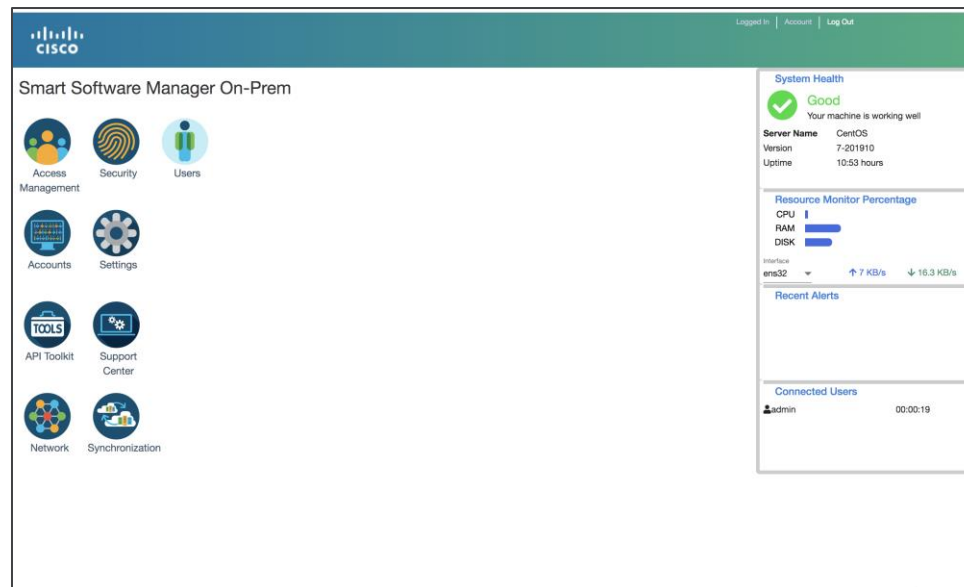 Logged In | Account | Log Out
CISCO
Smart Software Manager On-Prem
Access Management
Security
Users
Accounts
Settings
TOOLS
API Toolkit
Support Center
Network
Synchronization
System Health
Good
Your machine is working well
Server Name CentOS
Version 7-201910
Uptime 10:53 hours
Resource Monitor Percentage
CPU
RAM
DISK
Interface
ens32 ↑ 7 KB/s ↓ 16.3 KB/s
Recent Alerts
Connected Users
admin 00:00:19